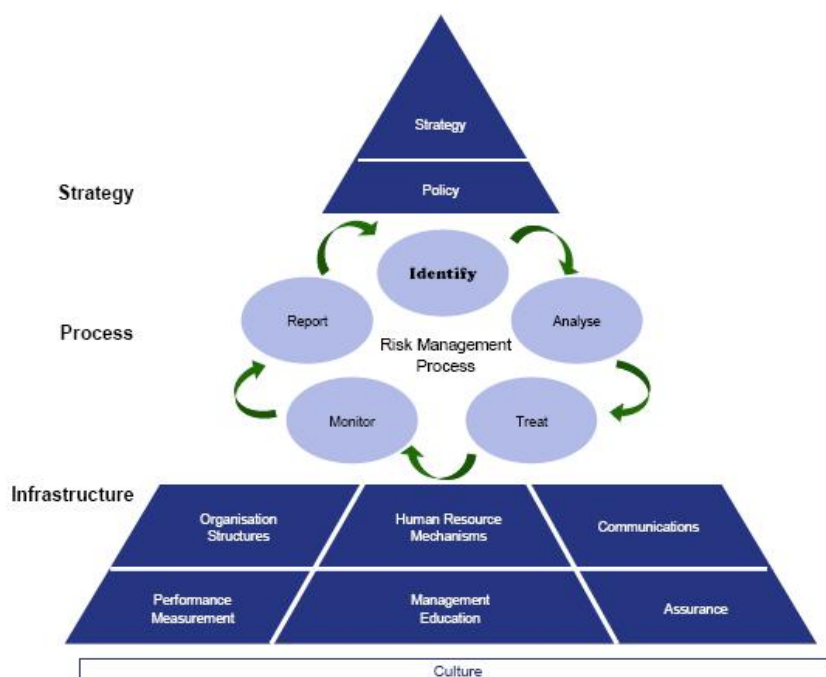 Strategy
Policy
Strategy
Identify
Report
Analyse
Process
Risk Management
Process
Monitor
Treat
Infrastructure
Organisation
Structures
Human Resource
Mechanisms
Communications
Performance
Measurement
Management
Education
Assurance
Culture